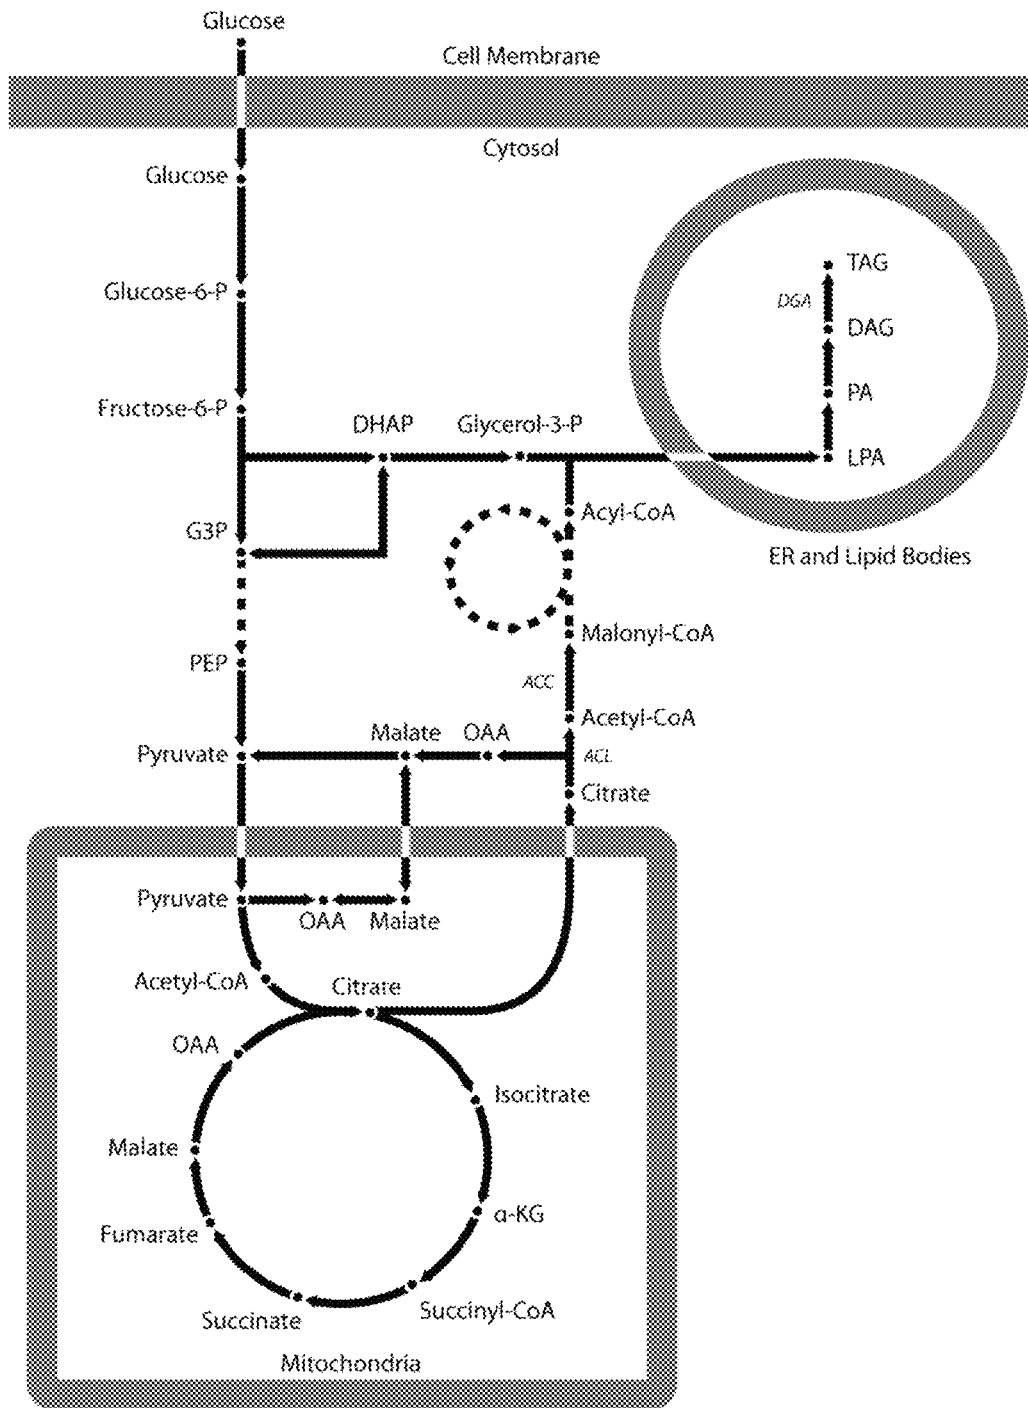 Glucose
Cell Membrane
Cytosol
Glucose
TAG
Glucose-6-P
DGA
DAG
PA
Fructose-6-P
DHAP
Glycerol-3-P
LPA
Acyl-CoA
G3P
ER and Lipid Bodies
Malonyl-CoA
PEP
ACC
Acetyl-CoA
Malate
OAA
Pyruvate
ACL
Citrate
Pyruvate
OAA
Malate
Acetyl-CoA
Citrate
OAA
Isocitrate
Malate
α-KG
Fumarate
Succinyl-CoA
Succinate
Mitochondria